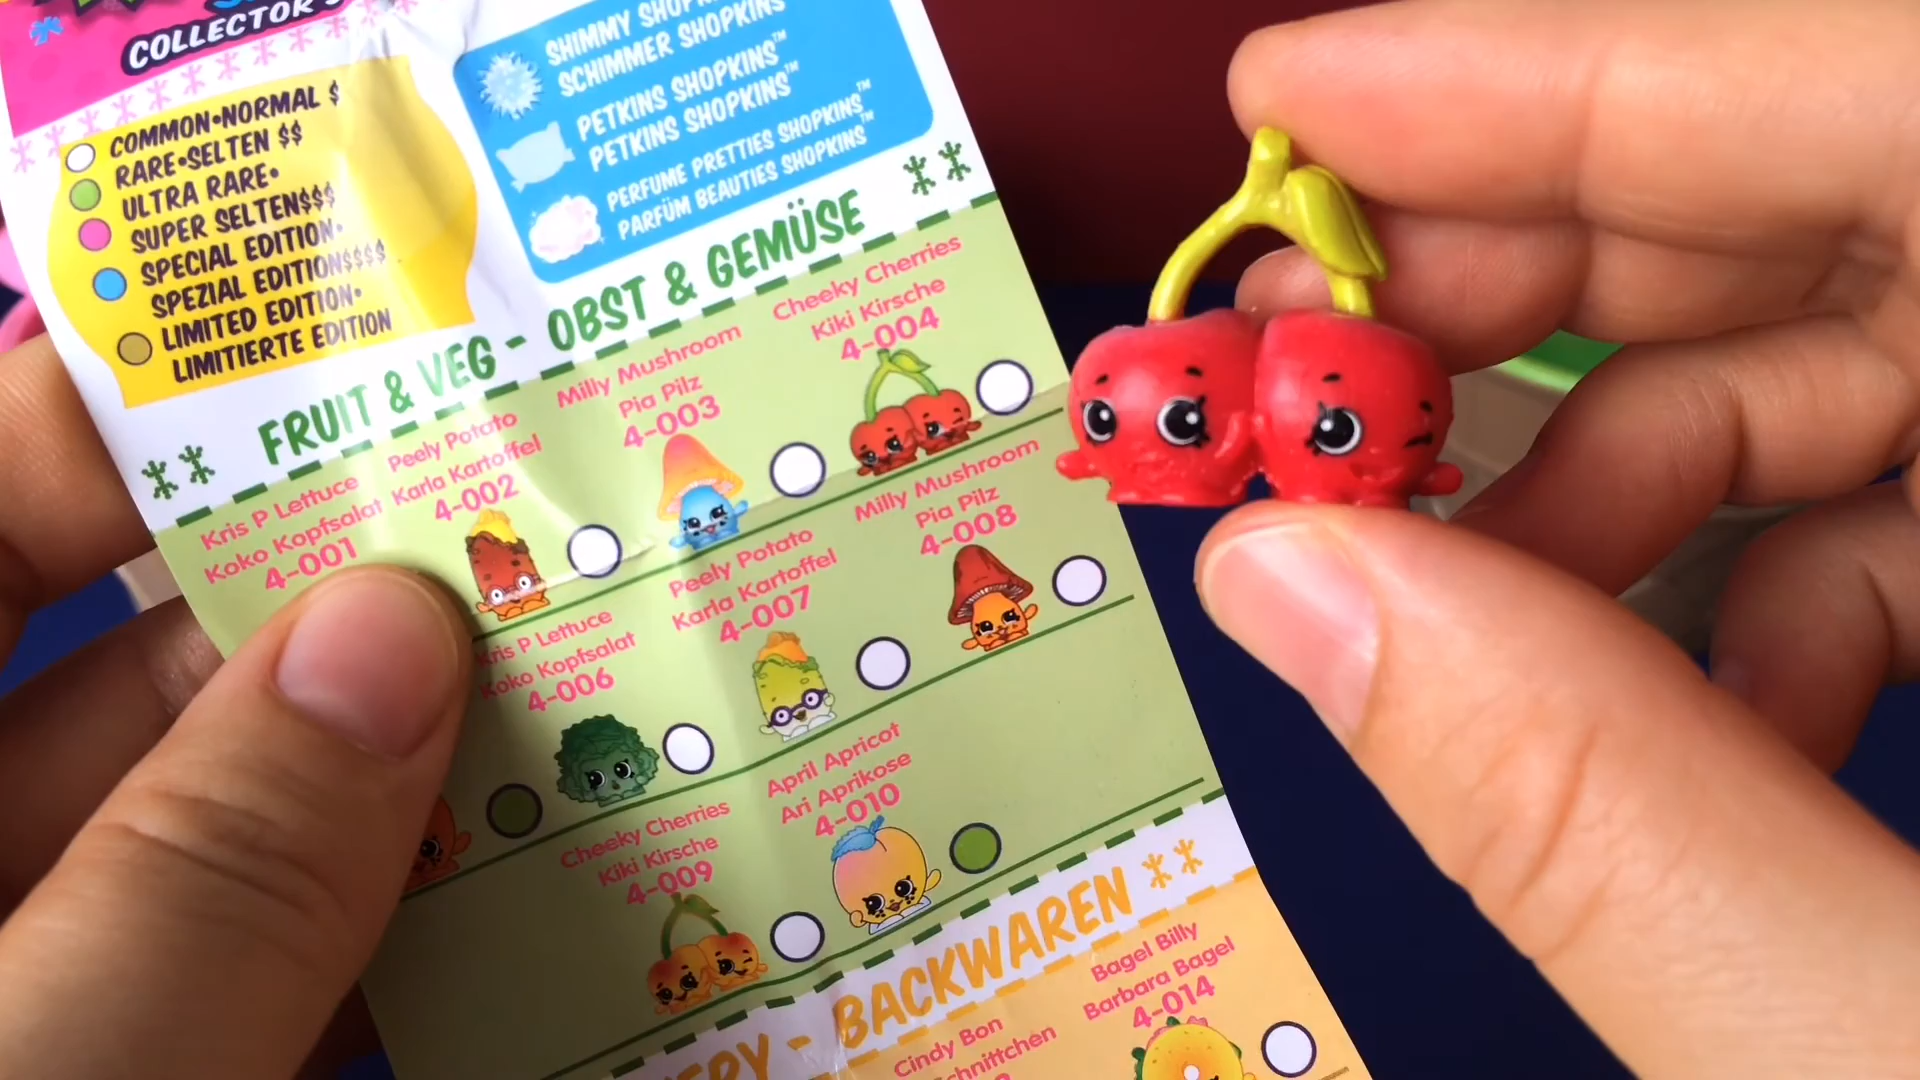 COLLECTOR'S
COMMON•NORMAL $
RARE•SELTEN $$
ULTRA RARE•
SUPER SELTEN$$$
SPECIAL EDITION•
SPEZIAL EDITION$$$$
LIMITED EDITION•
LIMITIERTE EDITION
SHIMMY
SCHIMMER SHOPKINS
PETKINS SHOPKINS™
PETKINS SHOPKINS™
PERFUME PRETTIES SHOPKINS™
PARFÜM BEAUTIES SHOPKINS™
FRUIT & VEG - OBST & GEMÜSE
Kris P Lettuce
Koko Kopfsalat
4-001
Peely Potato
Karla Kartoffel
4-002
Milly Mushroom
Pia Pilz
4-003
Cheeky Cherries
Kiki Kirsche
4-004
Kris P Lettuce
Koko Kopfsalat
4-006
Peely Potato
Karla Kartoffel
4-007
Milly Mushroom
Pia Pilz
4-008
Cheeky Cherries
Kiki Kirsche
4-009
April Apricot
Ari Aprikose
4-010
- BACKWAREN
Cindy Bon
Bagel Billy
Barbara Bagel
4-014